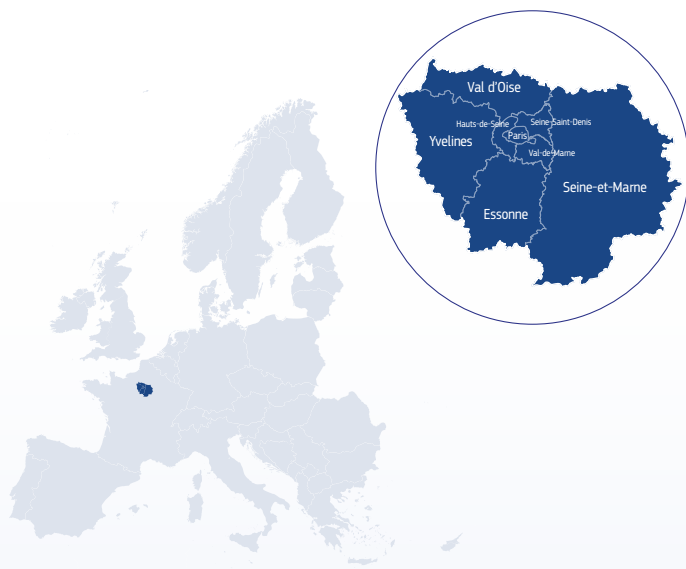 Val d'Oise
Hauts-de-Seine
Seine-Saint-Denis
Paris
Yvelines
Val-de-Marne
Seine-et-Marne
Essonne